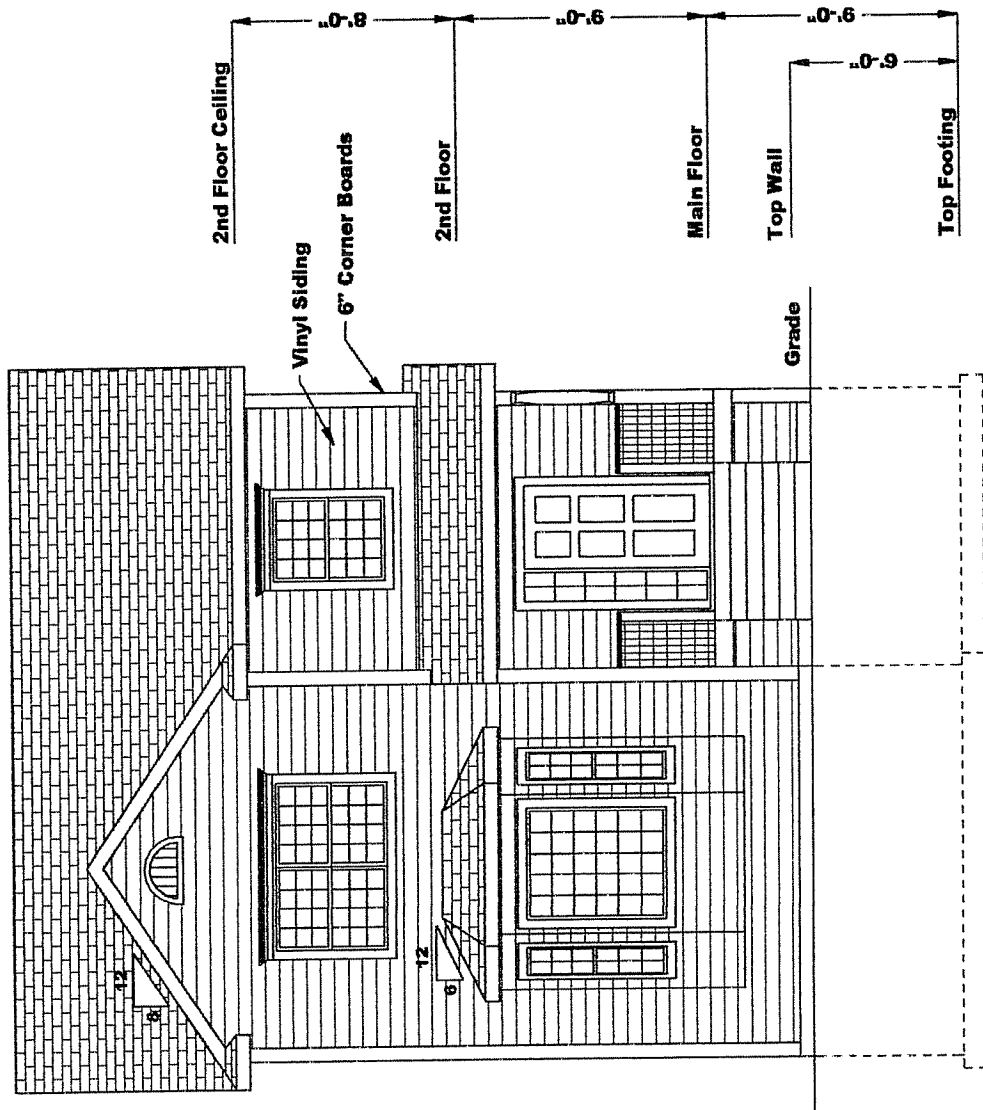 2nd Floor Ceiling
8'-0"
Vinyl Siding
6" Corner Boards
2nd Floor
9'-0"
Main Floor
9'-0"
Top Wall
6'-0"
Grade
Top Footing
12
8
12
6